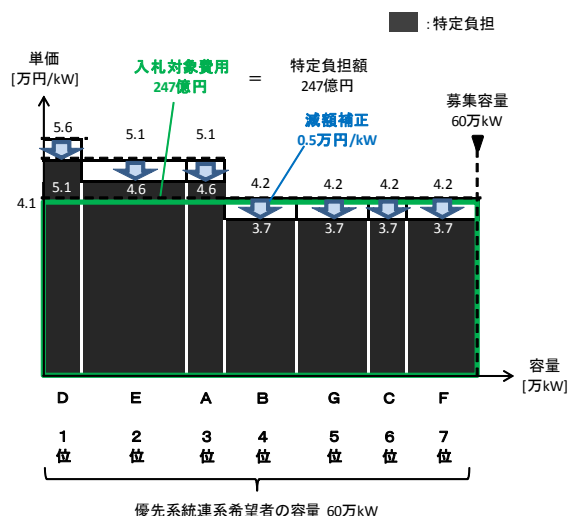 ：特定負担
単価
[万円/kW]
入札対象費用
247億円
＝
特定負担額
247億円
減額補正
0.5万円/kW
募集容量
60万kW
5.6
5.1
5.1
4.2
4.2
4.2
4.2
5.1
4.6
4.6
3.7
3.7
3.7
3.7
4.1
容量
[万kW]
D E A B G C F
1 2 3 4 5 6 7
位 位 位 位 位 位 位
優先系統連系希望者の容量 60万kW